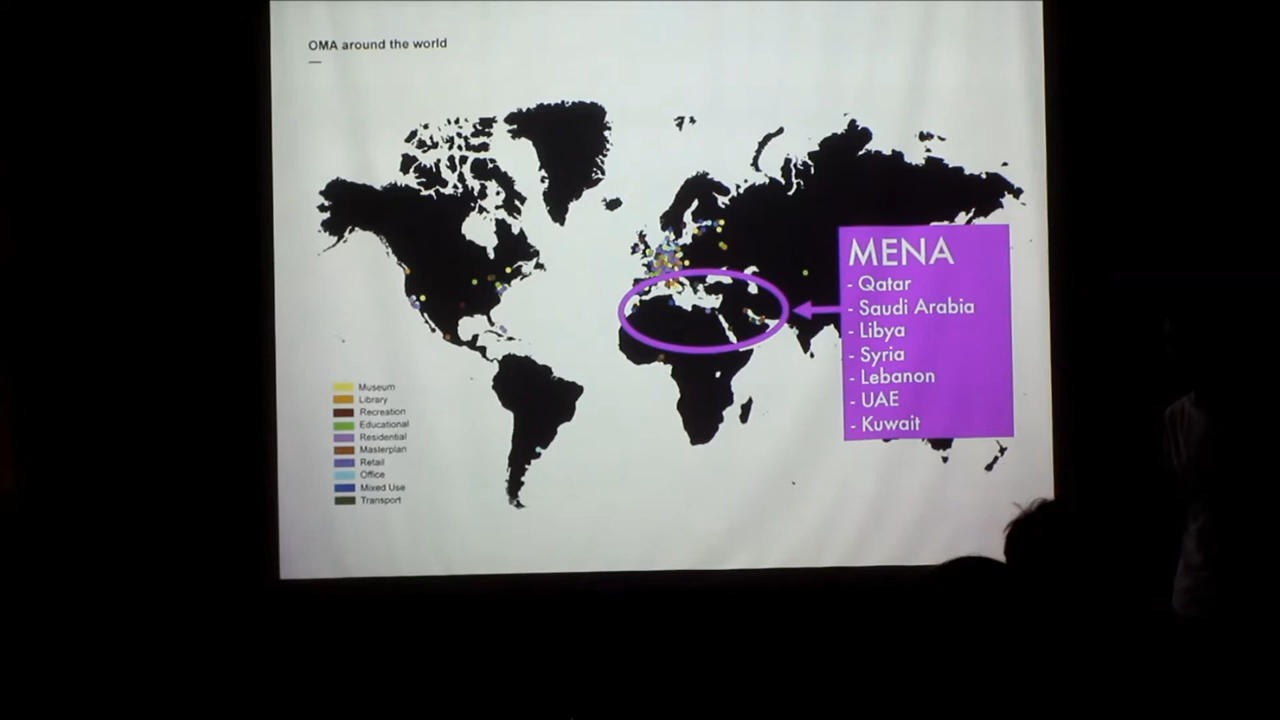 OMA around the world
MENA
- Qatar
- Saudi Arabia
- Libya
- Syria
- Lebanon
- UAE
- Kuwait
Museum
Library
Recreation
Educational
Residential
Masterplan
Retail
Office
Mixed Use
Transport